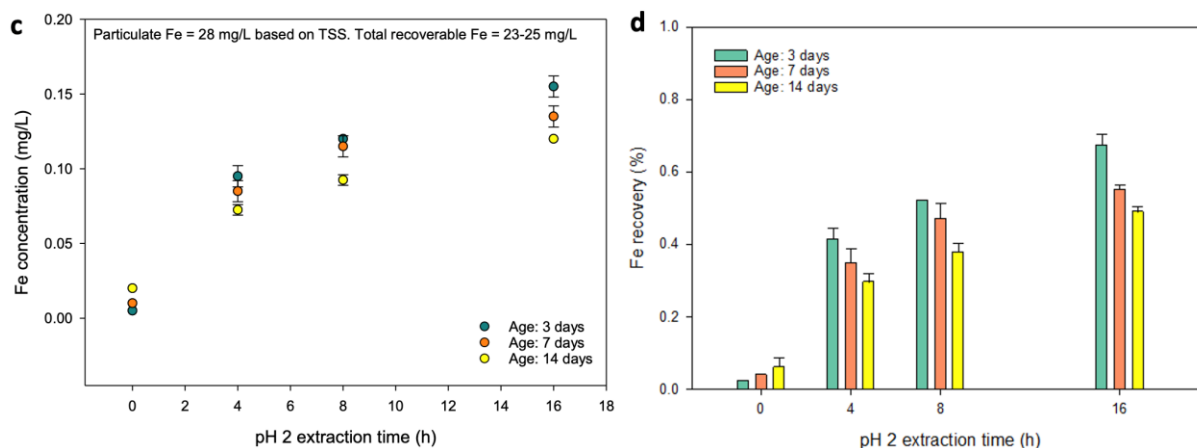 c
Particulate Fe = 28 mg/L based on TSS. Total recoverable Fe = 23-25 mg/L
Fe concentration (mg/L)
0.20
0.15
0.10
0.05
0.00
Age: 3 days
Age: 7 days
Age: 14 days
0 2 4 6 8 10 12 14 16 18
pH 2 extraction time (h)
d
Fe recovery (%)
1.0
0.8
0.6
0.4
0.2
0.0
Age: 3 days
Age: 7 days
Age: 14 days
0 4 8 16
pH 2 extraction time (h)